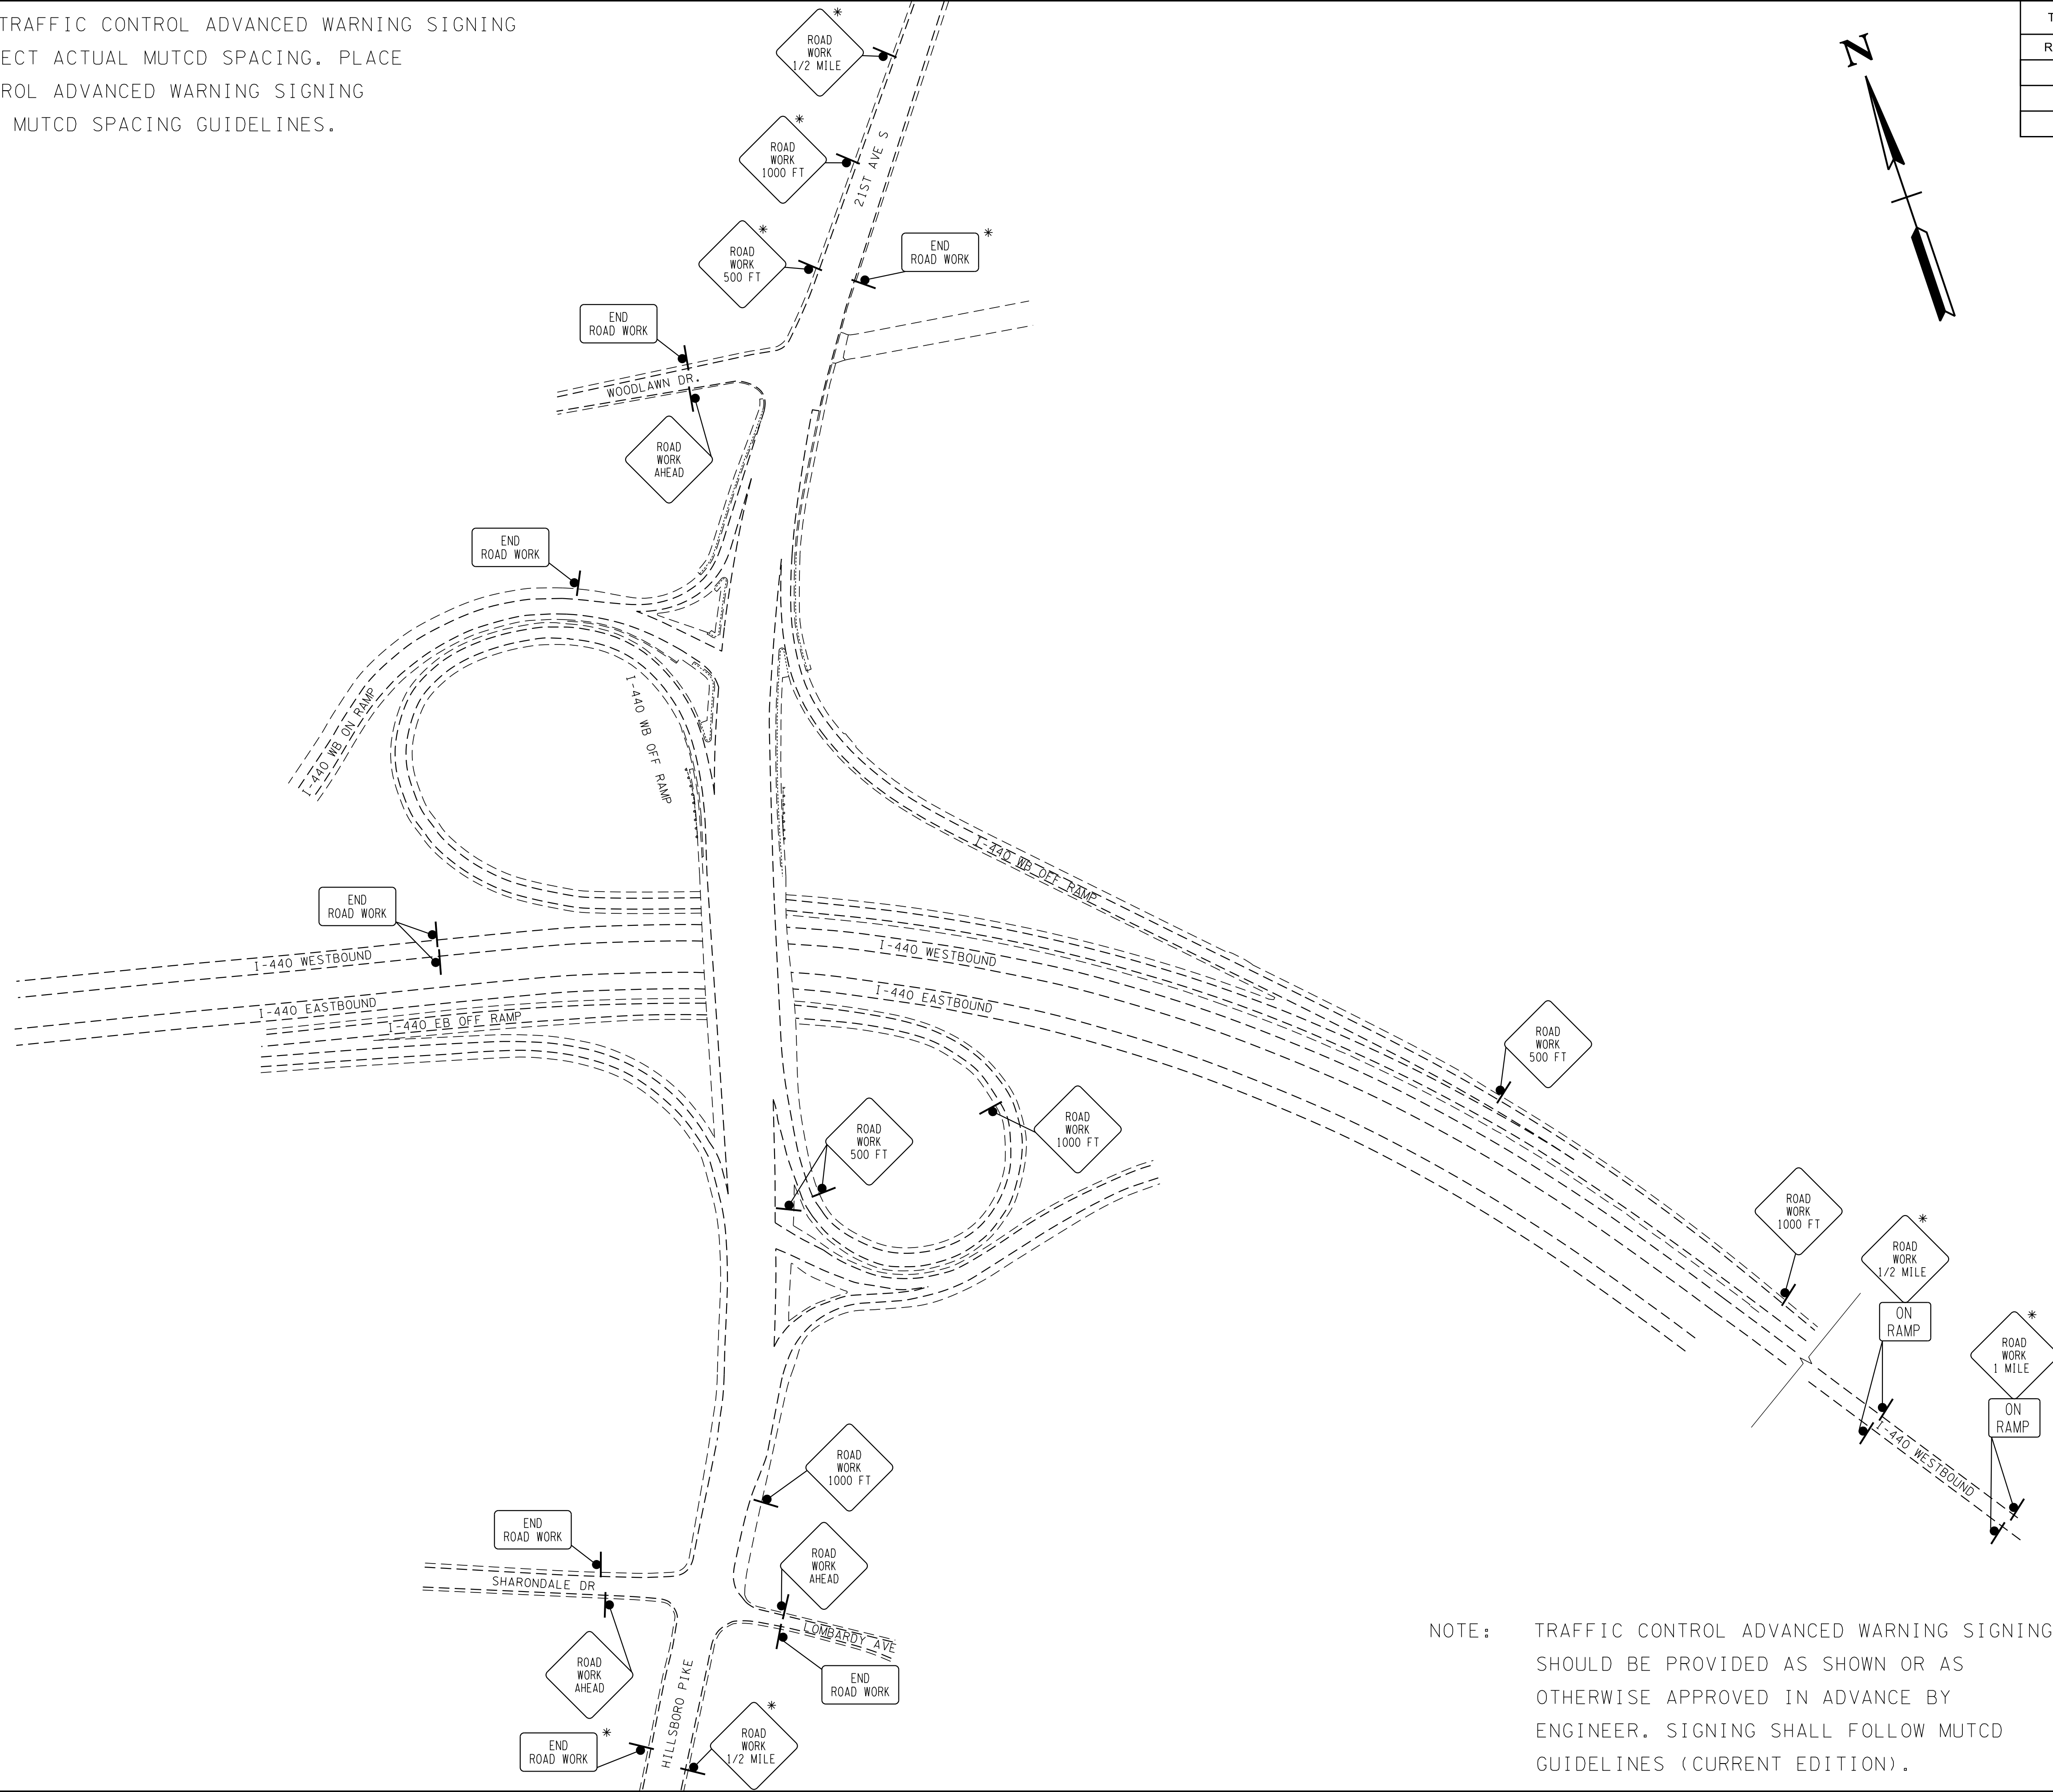 TRAFFIC CONTROL ADVANCED WARNING SIGNING
ECT ACTUAL MUTCD SPACING. PLACE
ROL ADVANCED WARNING SIGNING
MUTCD SPACING GUIDELINES.
T
R
N
*
ROAD
WORK
1/2 MILE
*
ROAD
WORK
1000 FT
21ST AVE S
*
ROAD
WORK
500 FT
END
ROAD WORK
*
END
ROAD WORK
WOODLAWN DR.
ROAD
WORK
AHEAD
END
ROAD WORK
I-440 WB ON RAMP
I-440 WB OFF RAMP
I-440 WB OFF RAMP
END
ROAD WORK
I-440 WESTBOUND
I-440 WESTBOUND
I-440 EASTBOUND
I-440 EASTBOUND
I-440 EB OFF RAMP
ROAD
WORK
500 FT
ROAD
WORK
1000 FT
ROAD
WORK
500 FT
ROAD
WORK
1000 FT
*
ROAD
WORK
1/2 MILE
ON
RAMP
*
ROAD
WORK
1 MILE
ON
RAMP
I-440 WESTBOUND
ROAD
WORK
1000 FT
END
ROAD WORK
SHARONDALE DR
ROAD
WORK
AHEAD
LOMBARDY AVE
END
ROAD WORK
ROAD
WORK
AHEAD
HILLSBORO PIKE
END
ROAD WORK
*
*
ROAD
WORK
1/2 MILE
NOTE: TRAFFIC CONTROL ADVANCED WARNING SIGNING
SHOULD BE PROVIDED AS SHOWN OR AS
OTHERWISE APPROVED IN ADVANCE BY
ENGINEER. SIGNING SHALL FOLLOW MUTCD
GUIDELINES (CURRENT EDITION).